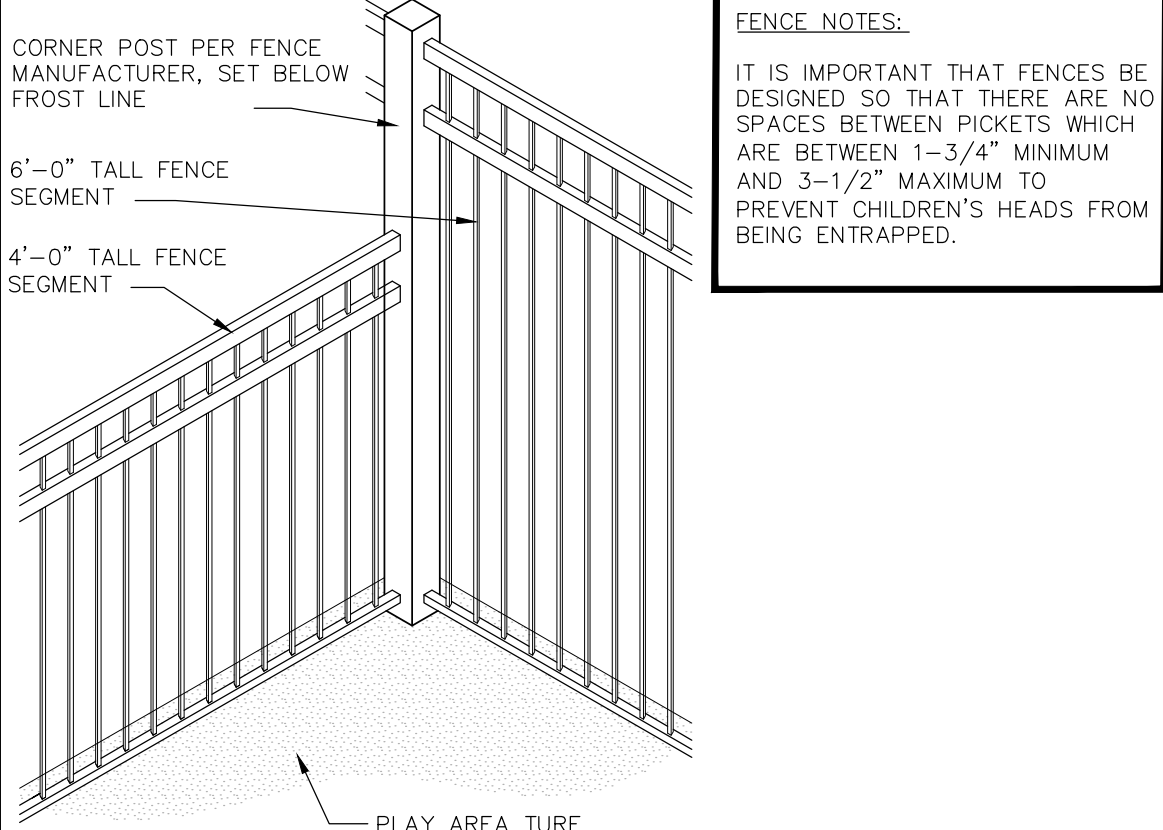 CORNER POST PER FENCE
MANUFACTURER, SET BELOW
FROST LINE
6'-0" TALL FENCE
SEGMENT
4'-0" TALL FENCE
SEGMENT
PLAY AREA TURF
FENCE NOTES:
IT IS IMPORTANT THAT FENCES BE
DESIGNED SO THAT THERE ARE NO
SPACES BETWEEN PICKETS WHICH
ARE BETWEEN 1-3/4" MINIMUM
AND 3-1/2" MAXIMUM TO
PREVENT CHILDREN'S HEADS FROM
BEING ENTRAPPED.